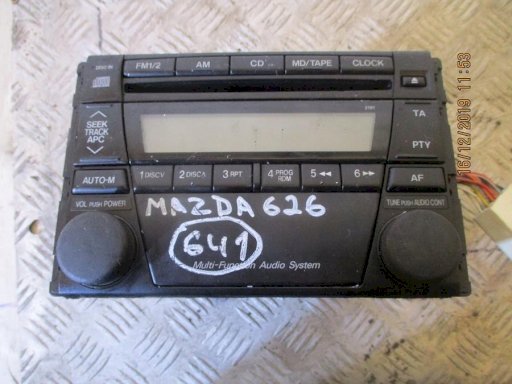 DISC IN FM1/2 AM CD MD/TAPE CLOCK
SEEK TRACK APC
TA
PTY
AUTO-M 1 DISC∨ 2 DISC∧ 3 RPT 4 PROG RDM 5 ◀◀ 6 ▶▶ AF
VOL PUSH POWER
TUNE PUSH AUDIO CONT
MAZDA 626
641
Multi-Function Audio System
16/12/2019 11:53